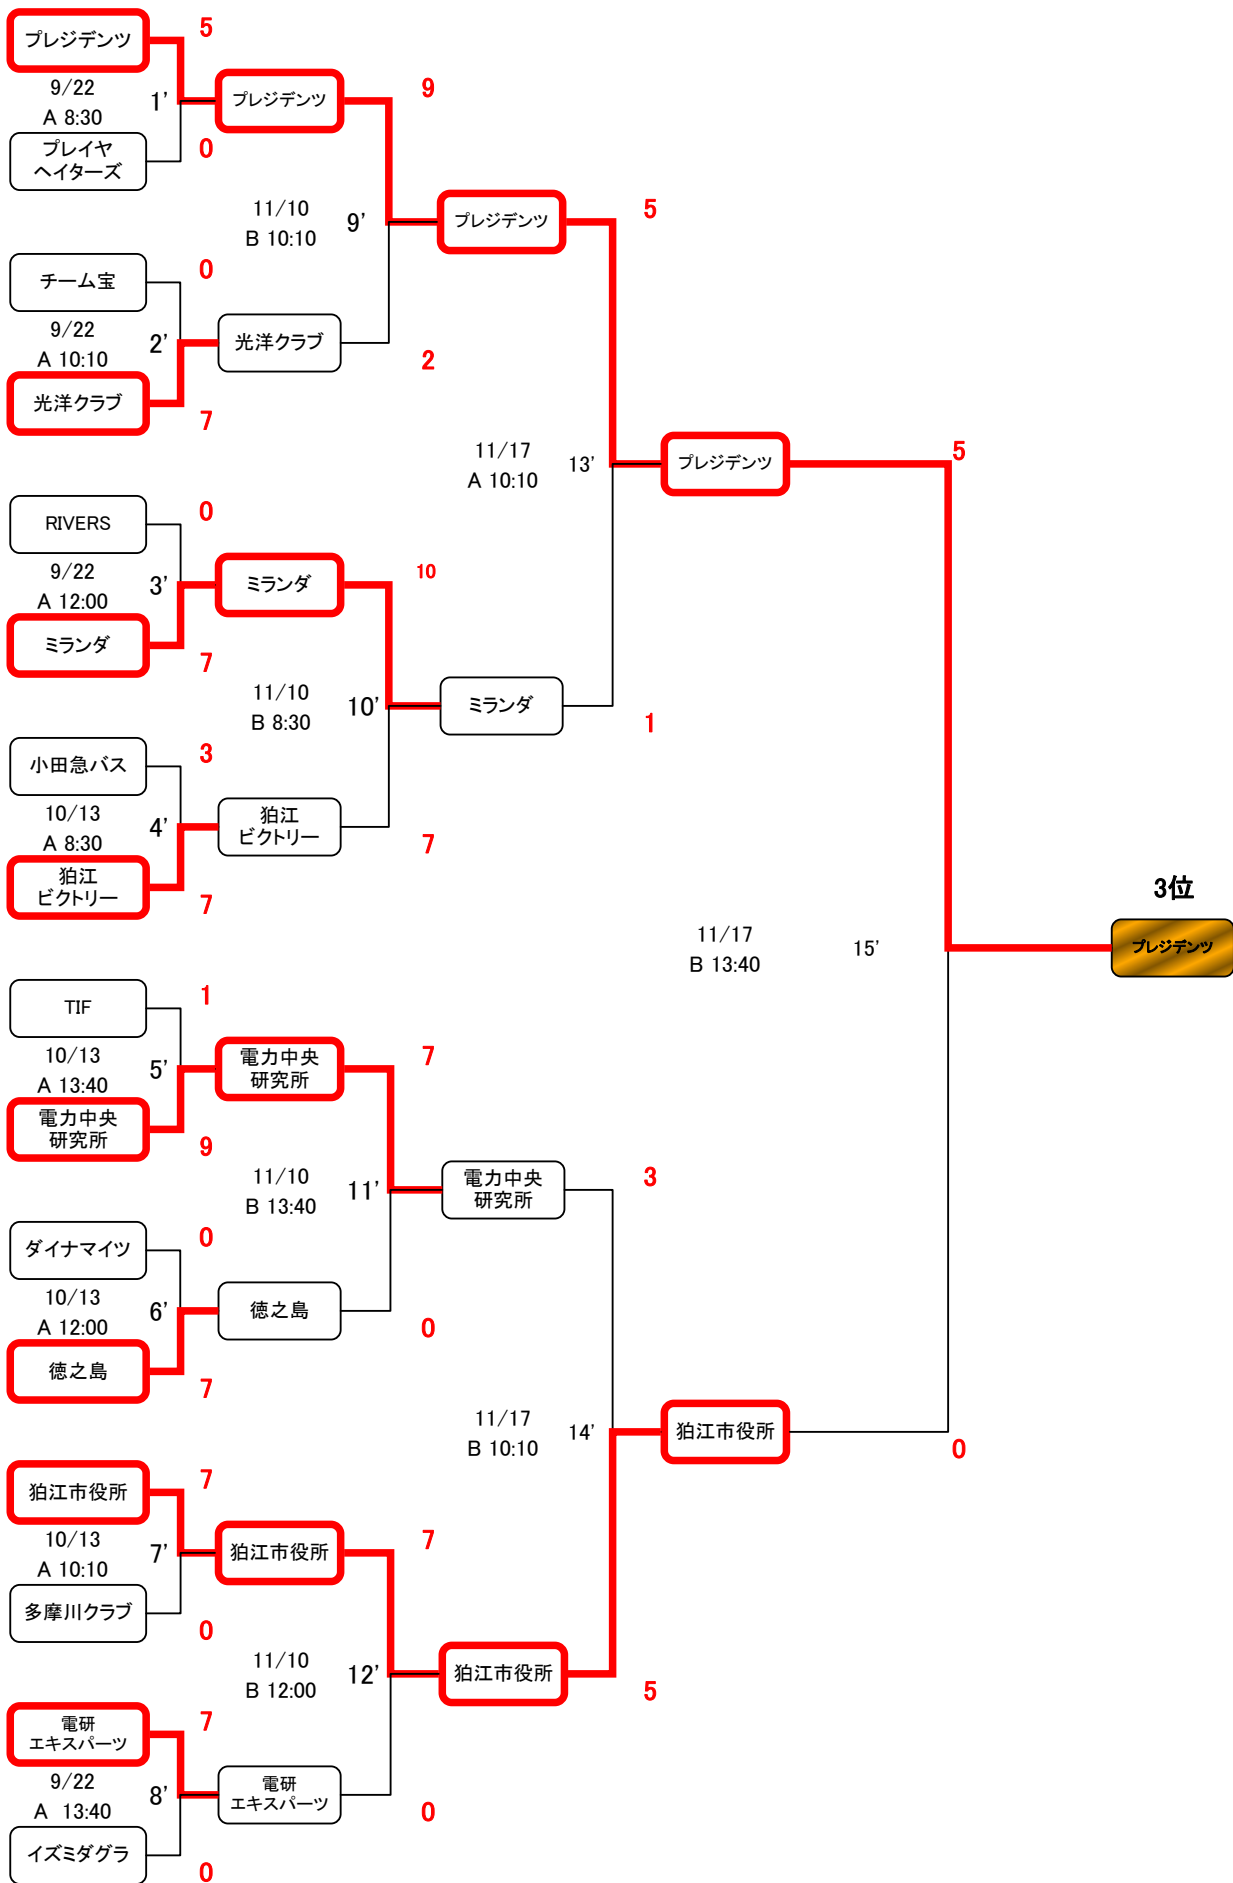 プレジデンツ
5
9/22
A 8:30
1'
プレイヤ
ヘイターズ
0
プレジデンツ
9
11/10
B 10:10
9'
チーム宝
0
9/22
A 10:10
2'
光洋クラブ
7
光洋クラブ
2
プレジデンツ
5
11/17
A 10:10
13'
RIVERS
0
9/22
A 12:00
3'
ミランダ
7
ミランダ
10
11/10
B 8:30
10'
小田急バス
3
10/13
A 8:30
4'
狛江
ビクトリー
7
狛江
ビクトリー
7
ミランダ
1
プレジデンツ
5
11/17
B 13:40
15'
3位
プレジデンツ
TIF
1
10/13
A 13:40
5'
電力中央
研究所
9
電力中央
研究所
7
11/10
B 13:40
11'
ダイナマイツ
0
10/13
A 12:00
6'
徳之島
7
徳之島
0
電力中央
研究所
3
11/17
B 10:10
14'
狛江市役所
0
狛江市役所
7
10/13
A 10:10
7'
多摩川クラブ
0
狛江市役所
7
11/10
B 12:00
12'
狛江市役所
5
電研
エキスパーツ
7
9/22
A 13:40
8'
イズミダグラ
0
電研
エキスパーツ
0